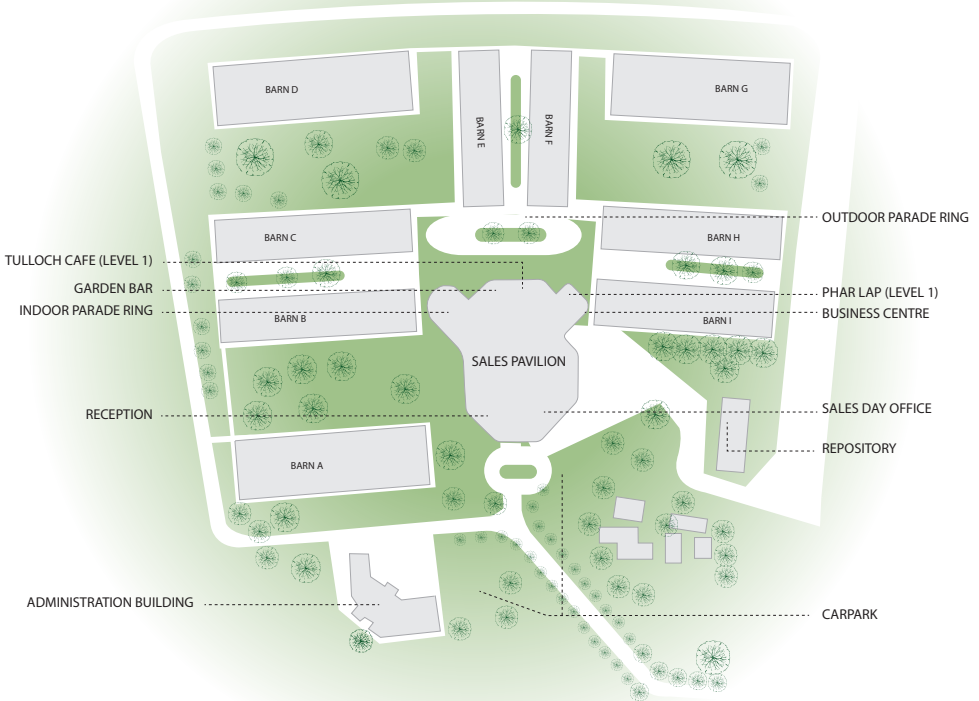 BARN D
BARN E
BARN F
BARN G
BARN C
BARN H
OUTDOOR PARADE RING
TULLOCH CAFE (LEVEL 1)
GARDEN BAR
INDOOR PARADE RING
BARN B
PHAR LAP (LEVEL 1)
BUSINESS CENTRE
BARN I
SALES PAVILION
RECEPTION
SALES DAY OFFICE
REPOSITORY
BARN A
ADMINISTRATION BUILDING
CARPARK